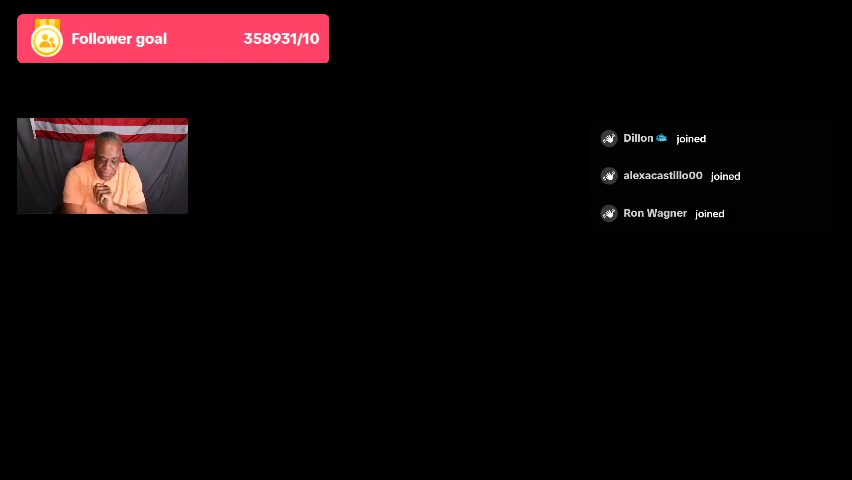 Follower goal 358931/10
Dillon joined
alexacastillo00 joined
Ron Wagner joined